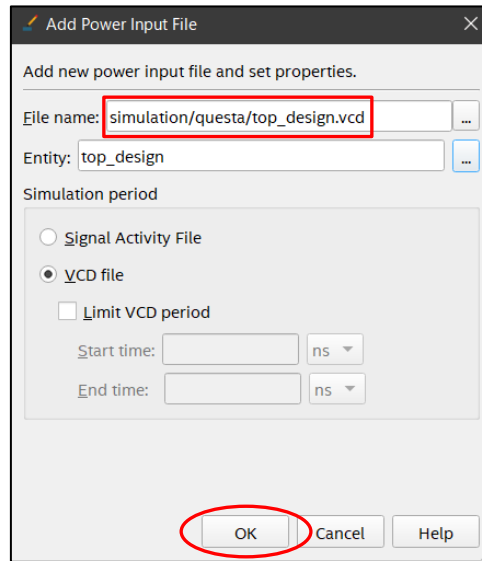 Add Power Input File
Add new power input file and set properties.
File name: simulation/questa/top_design.vcd ...
Entity: top_design ...
Simulation period
Signal Activity File
VCD file
Limit VCD period
Start time: ns
End time: ns
OK Cancel Help